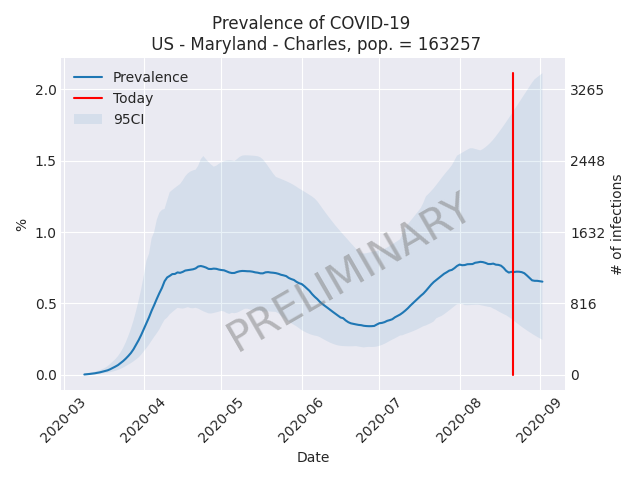 Prevalence of COVID-19
US - Maryland - Charles, pop. = 163257
Prevalence
Today
95CI
2.0
1.5
1.0
0.5
0.0
%
3265
2448
1632
816
0
# of infections
PRELIMINARY
2020-03
2020-04
2020-05
2020-06
2020-07
2020-08
2020-09
Date